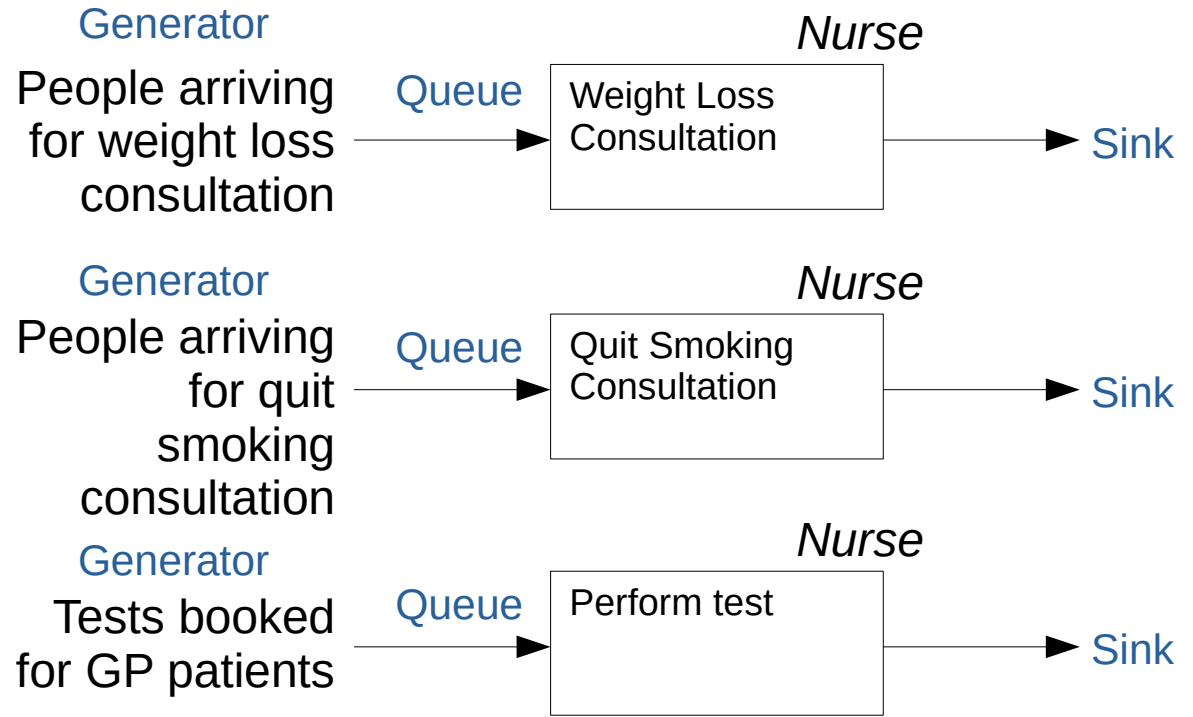 Generator
People arriving
for weight loss
consultation
Queue
Nurse
Weight Loss
Consultation
Sink
Generator
People arriving
for quit
smoking
consultation
Queue
Nurse
Quit Smoking
Consultation
Sink
Generator
Tests booked
for GP patients
Queue
Nurse
Perform test
Sink